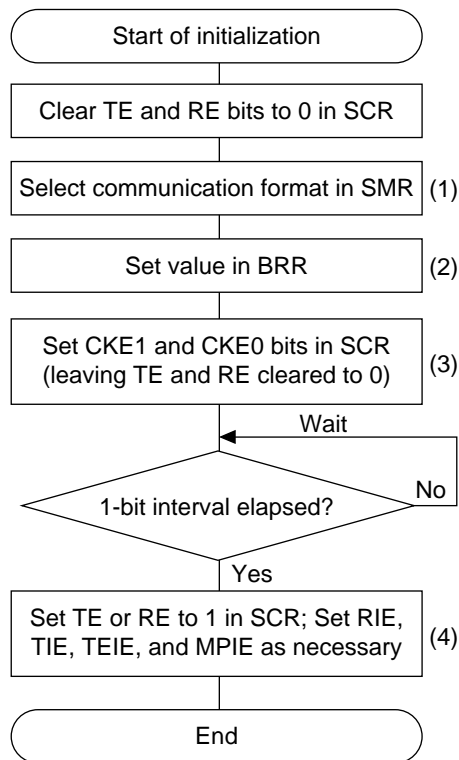 Start of initialization
Clear TE and RE bits to 0 in SCR
Select communication format in SMR
(1)
Set value in BRR
(2)
Set CKE1 and CKE0 bits in SCR
(leaving TE and RE cleared to 0)
(3)
Wait
1-bit interval elapsed?
No
Yes
Set TE or RE to 1 in SCR; Set RIE,
TIE, TEIE, and MPIE as necessary
(4)
End